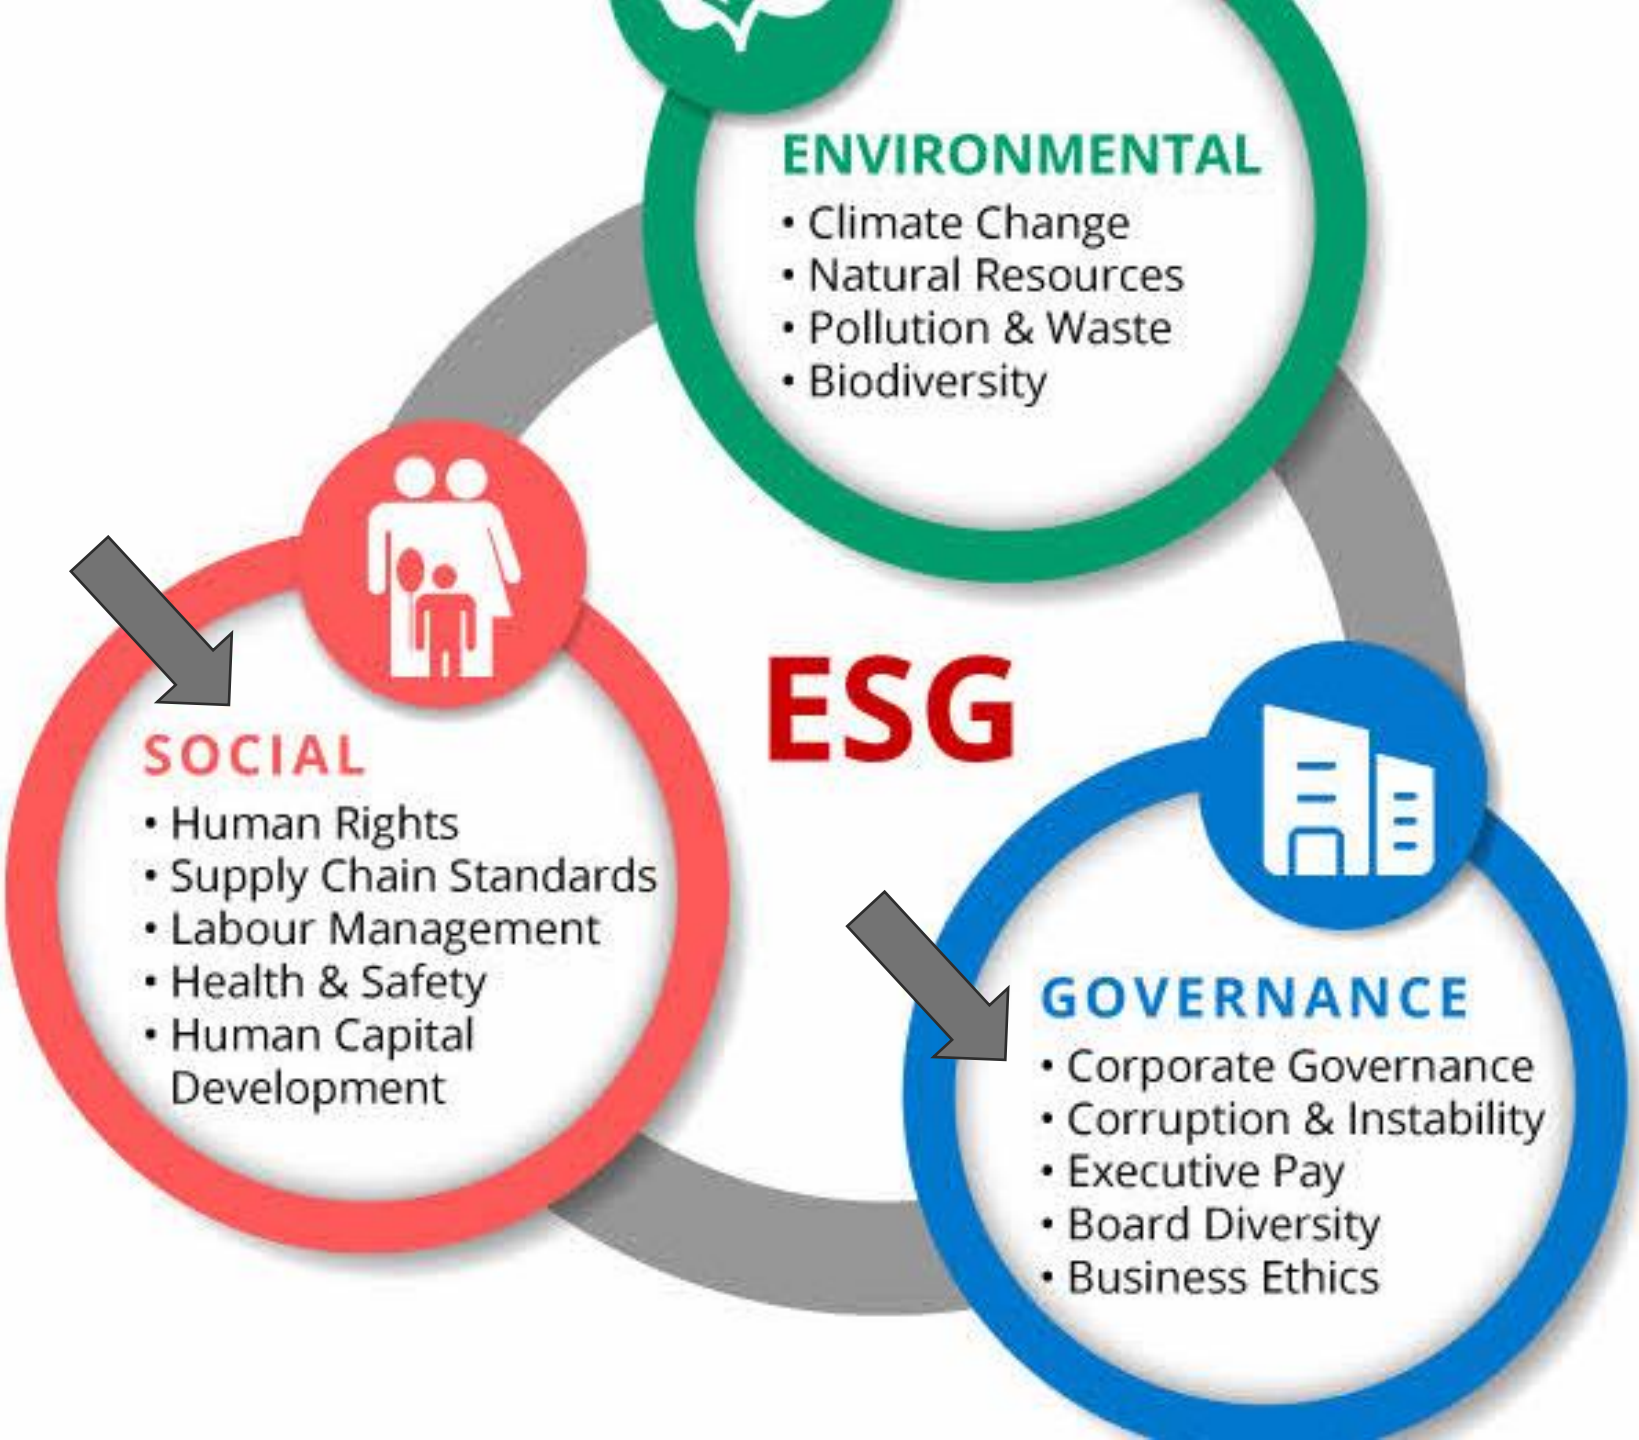 ENVIRONMENTAL
• Climate Change
• Natural Resources
• Pollution & Waste
• Biodiversity
ESG
SOCIAL
• Human Rights
• Supply Chain Standards
• Labour Management
• Health & Safety
• Human Capital
Development
GOVERNANCE
• Corporate Governance
• Corruption & Instability
• Executive Pay
• Board Diversity
• Business Ethics